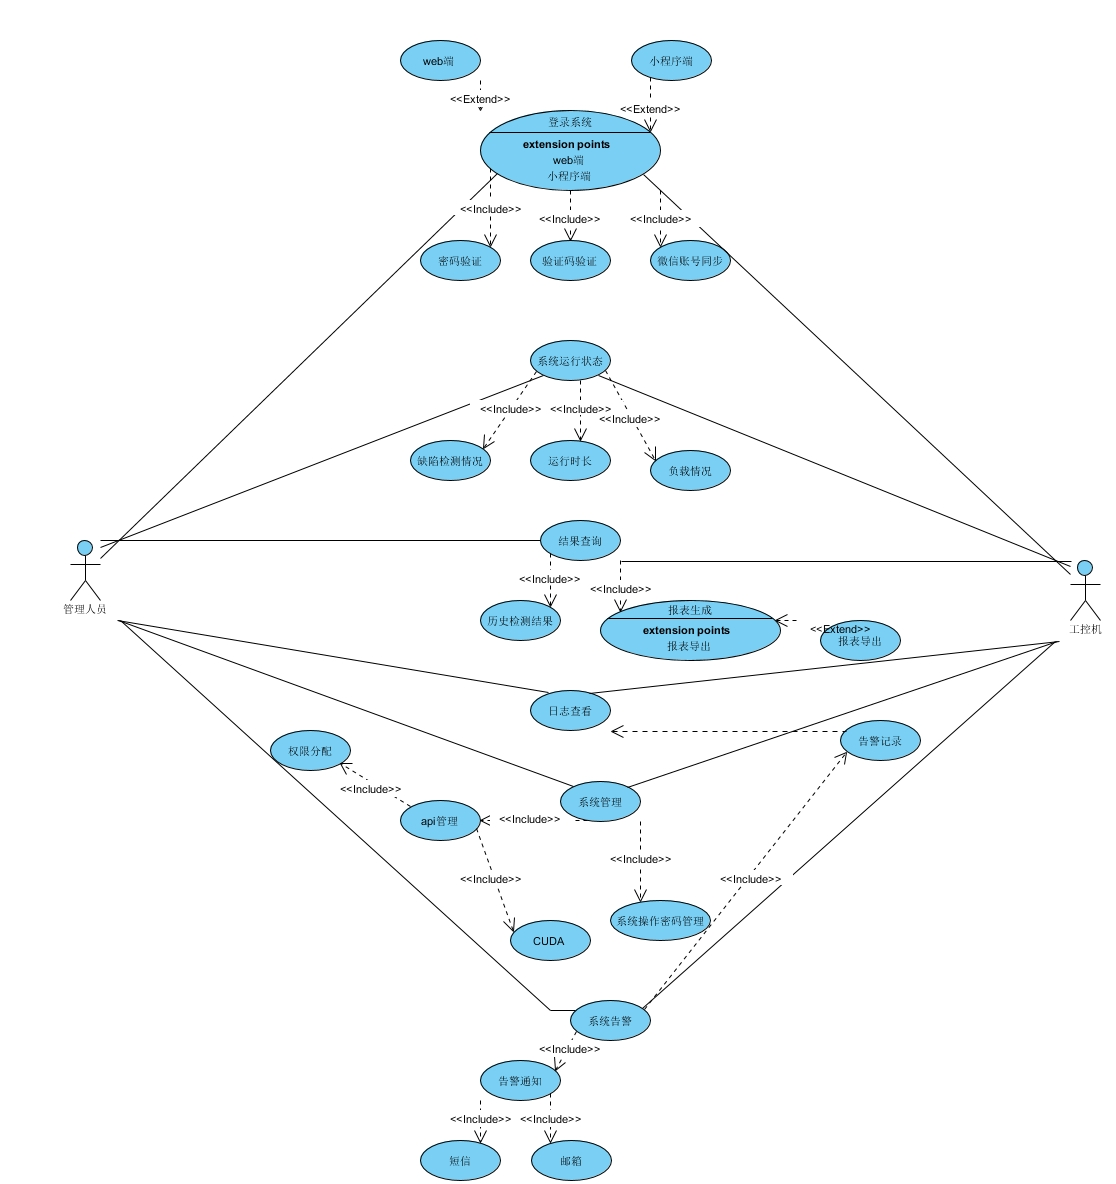 web端
小程序端
<<Extend>>
<<Extend>>
登录系统
extension points
web端
小程序端
<<Include>>
<<Include>>
<<Include>>
密码验证
验证码验证
微信账号同步
系统运行状态
<<Include>>
<<Include>>
<<Include>>
缺陷检测情况
运行时长
负载情况
结果查询
<<Include>>
<<Include>>
管理人员
工控机
历史检测结果
报表生成
extension points
报表导出
<<Extend>>
报表导出
日志查看
权限分配
告警记录
<<Include>>
系统管理
api管理
<<Include>>
<<Include>>
<<Include>>
<<Include>>
系统操作密码管理
CUDA
系统告警
<<Include>>
告警通知
<<Include>>
<<Include>>
短信
邮箱